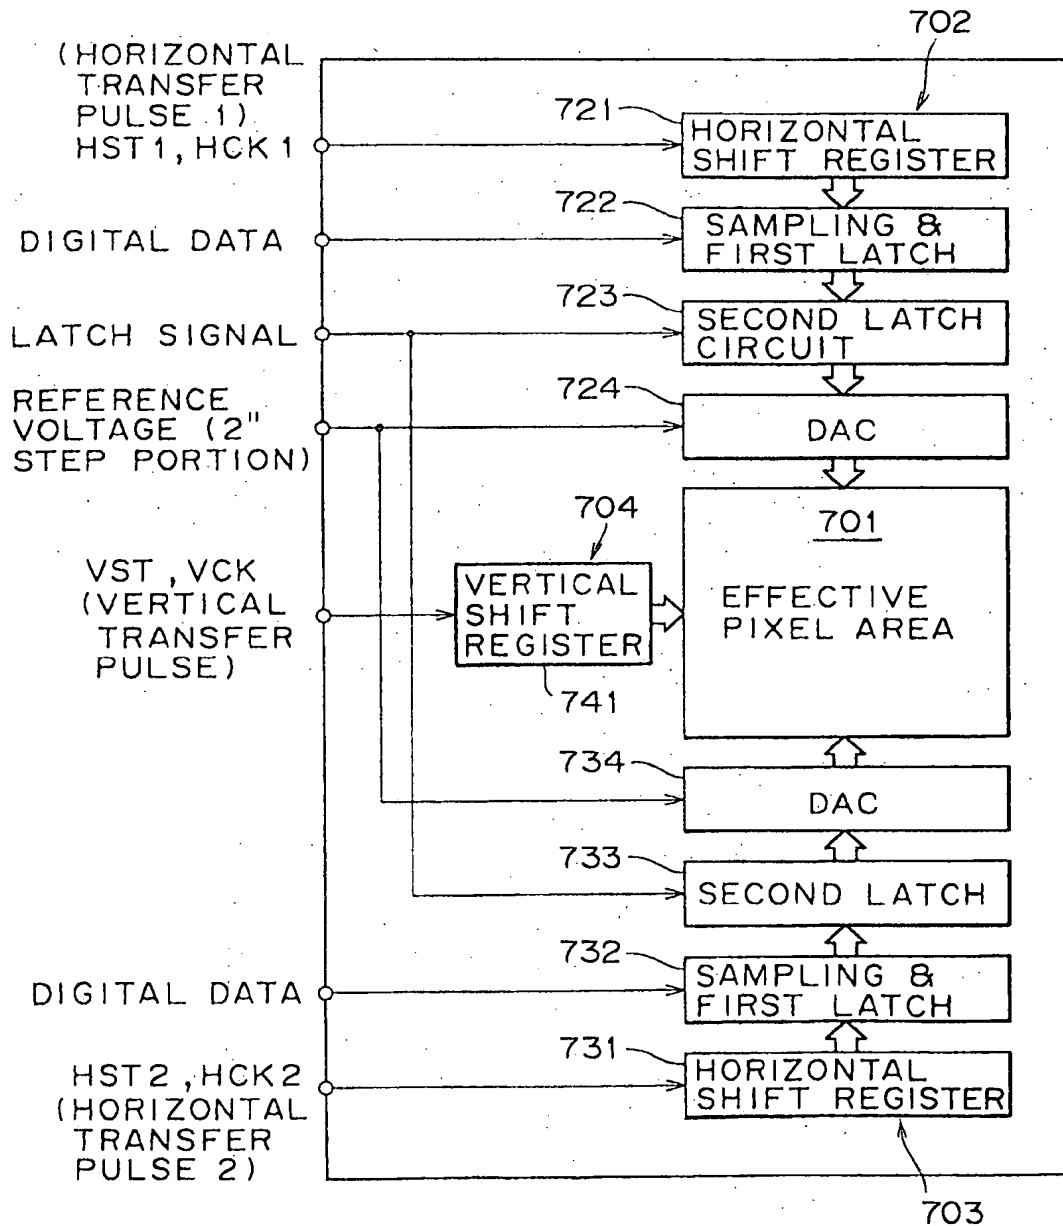 702
(HORIZONTAL
TRANSFER
PULSE 1)
HST1, HCK1
721
HORIZONTAL
SHIFT REGISTER
722
DIGITAL DATA
SAMPLING &
FIRST LATCH
723
LATCH SIGNAL
SECOND LATCH
CIRCUIT
724
REFERENCE
VOLTAGE (2"
STEP PORTION)
DAC
701
EFFECTIVE
PIXEL AREA
704
VST, VCK
(VERTICAL
TRANSFER
PULSE)
VERTICAL
SHIFT
REGISTER
741
734
DAC
733
SECOND LATCH
732
DIGITAL DATA
SAMPLING &
FIRST LATCH
731
HST2, HCK2
(HORIZONTAL
TRANSFER
PULSE 2)
HORIZONTAL
SHIFT REGISTER
703